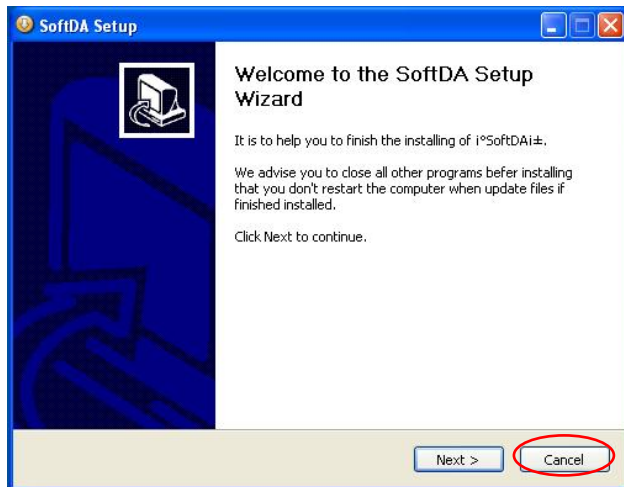 SoftDA Setup
Welcome to the SoftDA Setup
Wizard
It is to help you to finish the installing of i°SoftDAi±.
We advise you to close all other programs befer installing
that you don't restart the computer when update files if
finished installed.
Click Next to continue.
Next >
Cancel